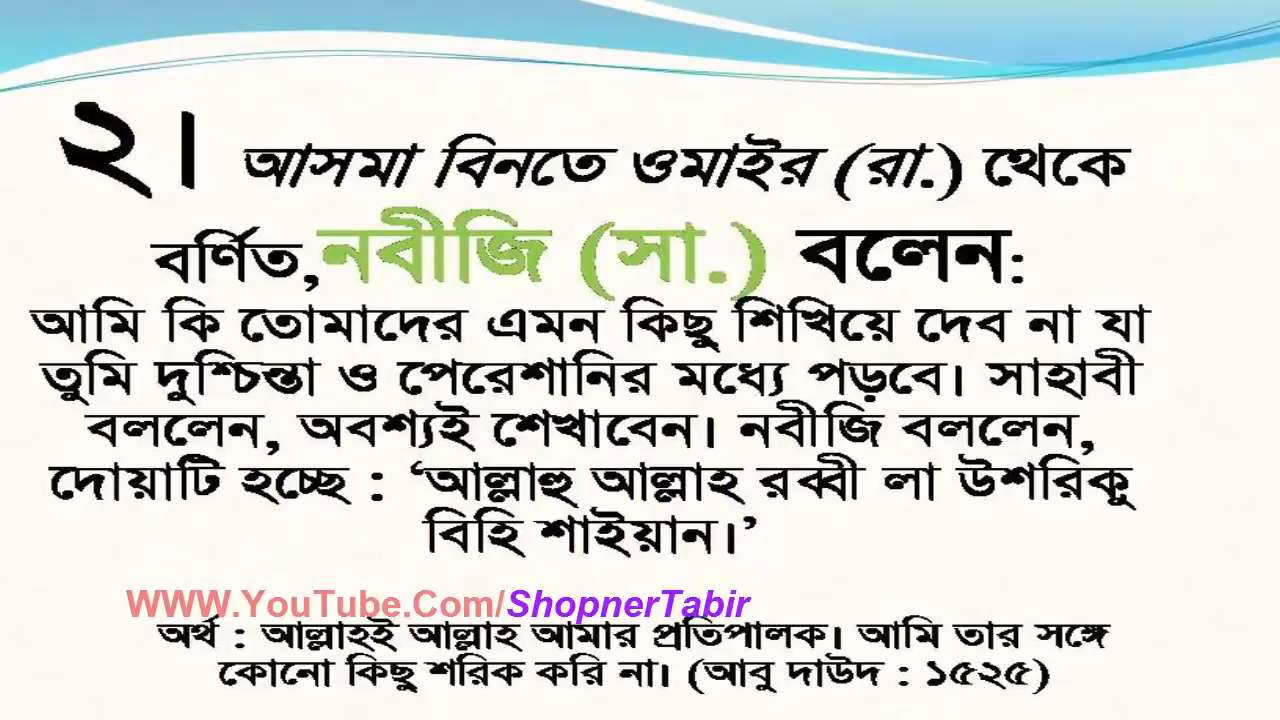 ২। আসমা বিনতে ওমাইর (রা.) থেকে
বর্ণিত,নবীজি (সা.) বলেন:
আমি কি তোমাদের এমন কিছু শিখিয়ে দেব না যা
তুমি দুশ্চিন্তা ও পেরেশানির মধ্যে পড়বে। সাহাবী
বললেন, অবশ্যই শেখাবেন। নবীজি বললেন,
দোয়াটি হচ্ছে : ‘আল্লাহু আল্লাহ রব্বী লা উশরিকূ
বিহি শাইয়ান।’
WWW.YouTube.Com/ShopnerTabir
অর্থ : আল্লাহই আল্লাহ আমার প্রতিপালক। আমি তার সঙ্গে
কোনো কিছু শরিক করি না। (আবু দাউদ : ১৫২৫)